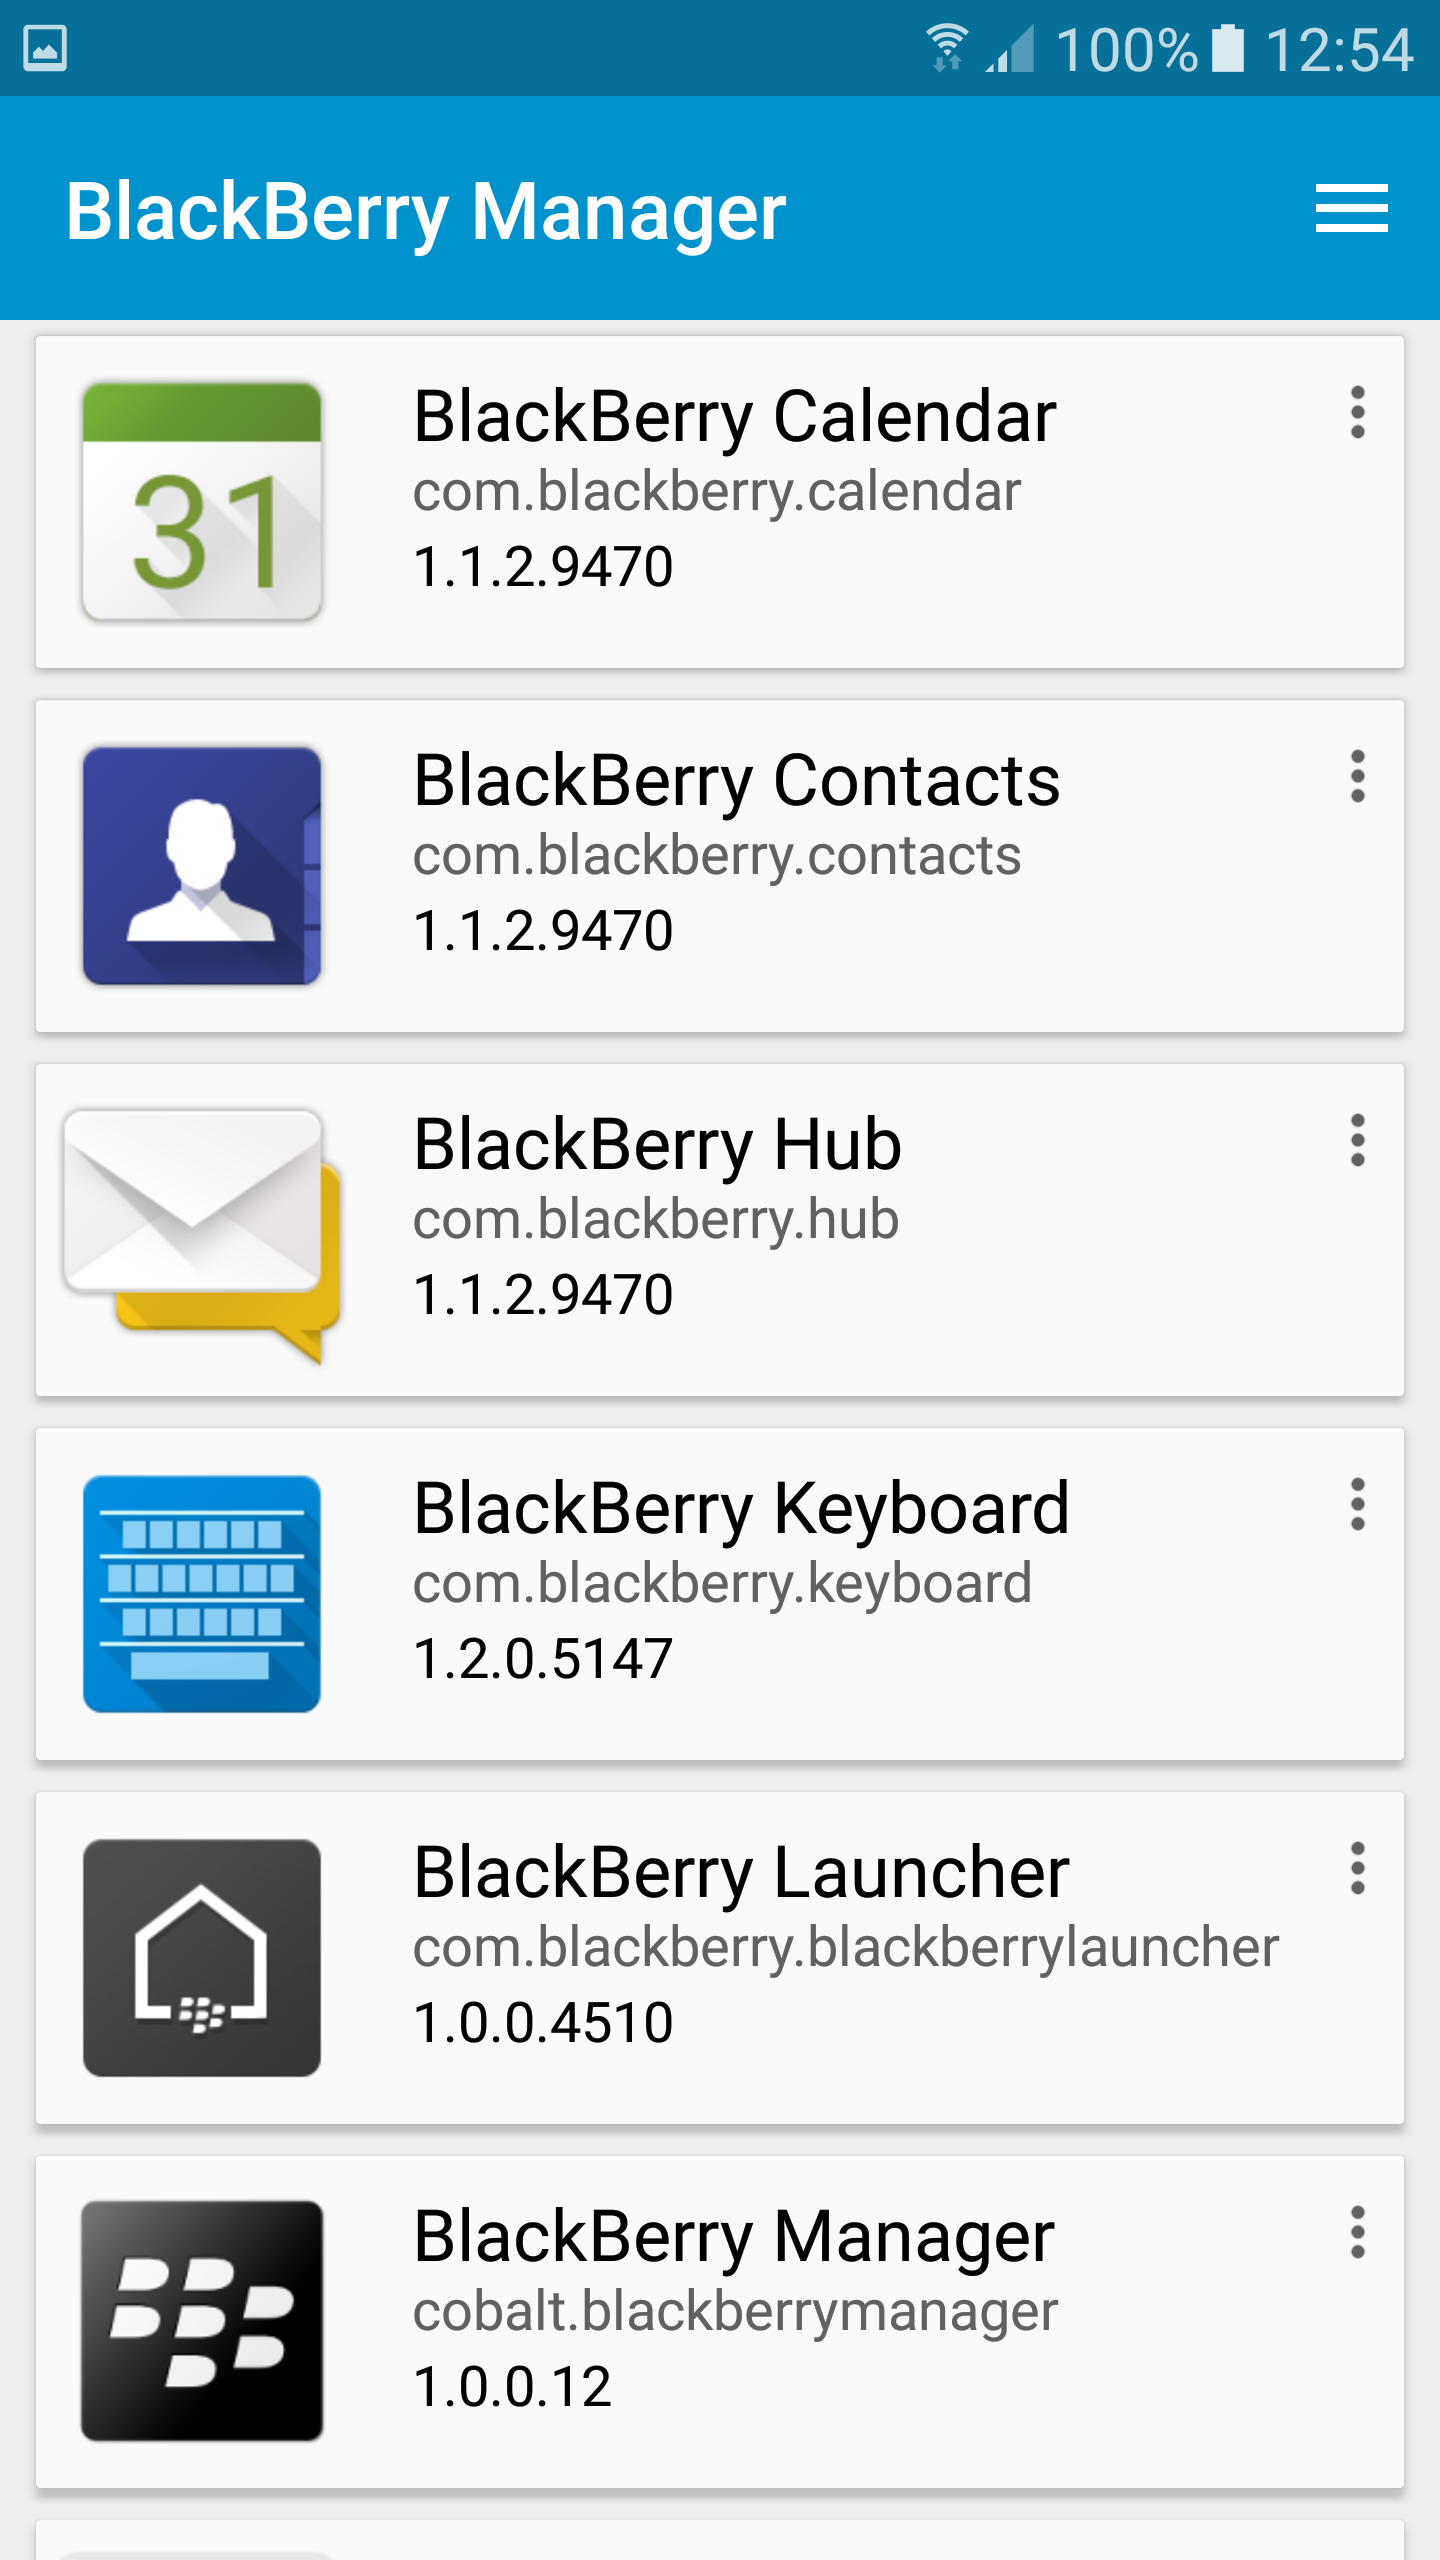 100% 12:54
BlackBerry Manager
BlackBerry Calendar
com.blackberry.calendar
1.1.2.9470
31
BlackBerry Contacts
com.blackberry.contacts
1.1.2.9470
BlackBerry Hub
com.blackberry.hub
1.1.2.9470
BlackBerry Keyboard
com.blackberry.keyboard
1.2.0.5147
BlackBerry Launcher
com.blackberry.blackberrylauncher
1.0.0.4510
BlackBerry Manager
cobalt.blackberrymanager
1.0.0.12